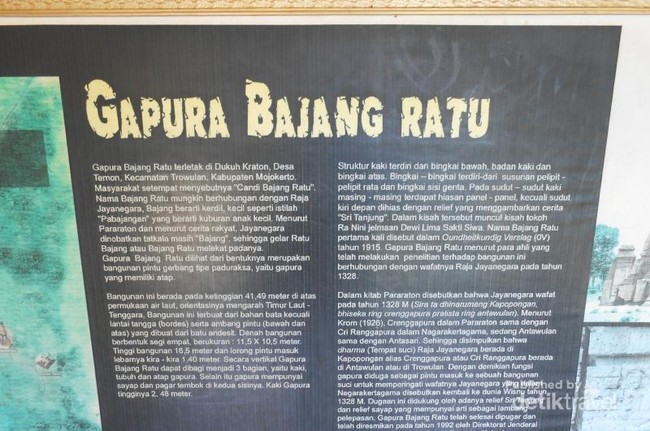 GAPURA BAJANG RATU
Gapura Bajang Ratu terletak di Dukuh Kraton, Desa
Temon, Kecamatan Trowulan, Kabupaten Mojokerto.
Masyarakat setempat menyebutnya "Candi Bajang Ratu".
Nama Bajang Ratu mungkin berhubungan dengan Raja
Jayanegara, Bajang berarti kerdil, kecil seperti istilah
"Pabajangan" yang berarti kuburan anak kecil. Menurut
Pararaton dan menurut cerita rakyat, Jayanegara
dinobatkan tatkala masih "Bajang", sehingga gelar Ratu
Bajang atau Bajang Ratu melekat padanya.
Gapura Bajang Ratu dilihat dari bentuknya merupakan
bangunan pintu gerbang tipe paduraksa, yaitu gapura
yang memiliki atap.
Bangunan ini berada pada ketinggian 41,49 meter di atas
permukaan air laut, orientasinya mengarah Timur Laut -
Tenggara, Bangunan ini terbuat dari bahan bata kecuali
lantai tangga (bordes) serta ambang pintu (bawah dan
atas) yang dibuat dari batu andesit. Denah bangunan
berbentuk segi empat, berukuran : 11,5 X 10,5 meter.
Tinggi bangunan 16,5 meter dan lorong pintu masuk
lebarnya kira - kira 1,40 meter. Secara vertikal Gapura
Bajang Ratu dapat dibagi menjadi 3 bagian, yaitu kaki,
tubuh dan atap gapura. Selain itu gapura mempunyai
sayap dan pagar tembok di kedua sisinya. Kaki Gapura
tingginya 2, 48 meter.
Struktur kaki terdiri dari bingkai bawah, badan kaki dan
bingkai atas. Bingkai – bingkai terdiri-dari susunan pelipit -
pelipit rata dan bingkai sisi genta. Pada sudut – sudut kaki
masing - masing terdapat hiasan panel - panel, kecuali sudut
kiri depan dihias dengan relief yang menggambarkan cerita
"Sri Tanjung". Dalam kisah tersebut muncul kisah tokoh
Ra Nini jelmaan Dewi Lima Sakti Siwa. Nama Bajang Ratu
pertama kali disebut dalam Oundheitkundig Verslag (0V)
tahun 1915. Gapura Bajang Ratu menurut para ahli yang
telah melakukan penelitian terhadap bangunan ini
berhubungan dengan wafatnya Raja Jayanegara pada tahun
1328.
Dalam kitab Pararaton disebutkan bahwa Jayanegara wafat
pada tahun 1328 M (Sira ta dhinarumeng Kapopongan,
bhiseka ring crenggapura pralista ring antawulan). Menurut
Krom (1926), Crenggapura dalam Pararaton sama dengan
Cri Ranggapura dalam Nagarakertagama, sedang Antawulan
sama dengan Antasari. Sehingga disimpulkan bahwa
dharma (Tempat suci) Raja Jayanegara berada di
Kapopongan alias Crenggapura atau Cri Ranggapura berada
di Antawulan atau di Trowulan. Dengan demikian fungsi
gapura diduga sebagai pintu masuk ke sebuah bangunan
suci untuk memperingati wafatnya Jayanegara yang dalam
Negarakertagama disebutkan kembali ke dunia Wisnu tahun
1328 M. Dugaan ini didukung oleh adanya relief Sri Tanjung
dan relief sayap yang mempunyai arti sebagai lambang
pelepasan. Gapura Bajang Ratu telah selesai dipugar dan
telah diresmikan pada tahun 1992 oleh Direktorat Jenderal
by
detiktravel